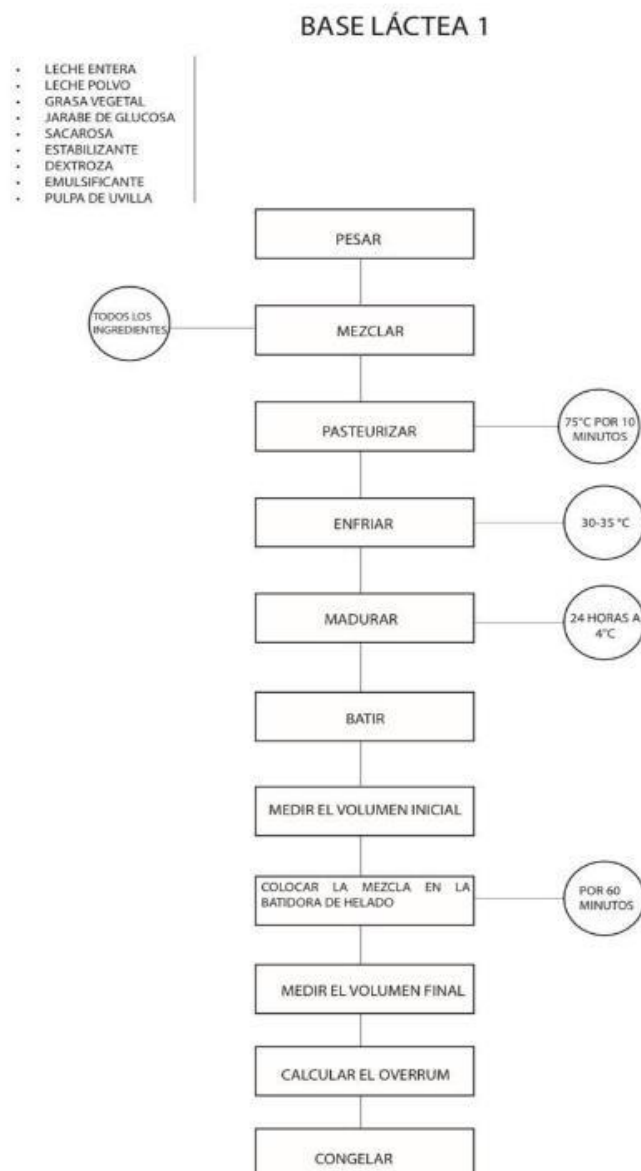 BASE LÁCTEA 1
• LECHE ENTERA
• LECHE POLVO
• GRASA VEGETAL
• JARABE DE GLUCOSA
• SACAROSA
• ESTABILIZANTE
• DEXTROZA
• EMULSIFICANTE
• PULPA DE UVILLA
PESAR
TODOS LOS
INGREDIENTES
MEZCLAR
PASTEURIZAR
75°C POR 10
MINUTOS
ENFRIAR
30-35 °C
MADURAR
24 HORAS A
4°C
BATIR
MEDIR EL VOLUMEN INICIAL
COLOCAR LA MEZCLA EN LA
BATIDORA DE HELADO
POR 60
MINUTOS
MEDIR EL VOLUMEN FINAL
CALCULAR EL OVERRUM
CONGELAR